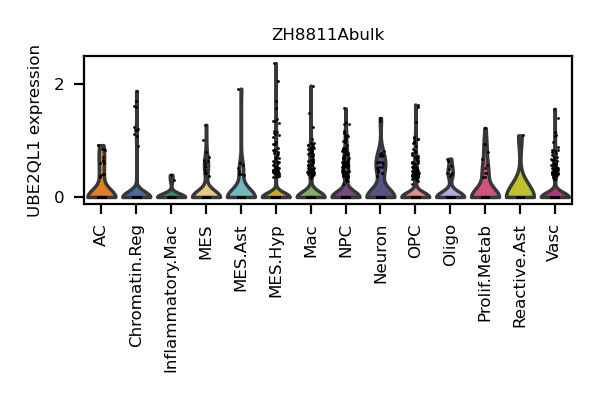 ZH8811Abulk
UBE2QL1 expression
2
0
AC
Chromatin.Reg
Inflammatory.Mac
MES
MES.Ast
MES.Hyp
Mac
NPC
Neuron
OPC
Oligo
Prolif.Metab
Reactive.Ast
Vasc